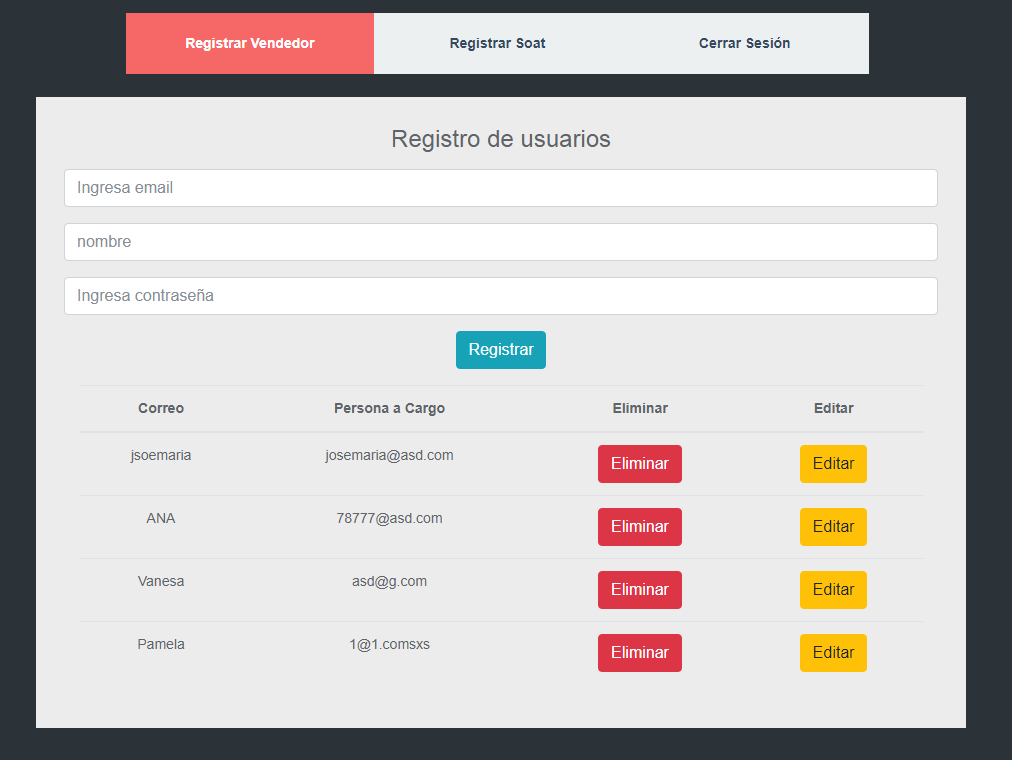 Registrar Vendedor Registrar Soat Cerrar Sesión
Registro de usuarios
Ingresa email
nombre
Ingresa contraseña
Registrar
Correo Persona a Cargo Eliminar Editar
jsoemaria josemaria@asd.com Eliminar Editar
ANA 78777@asd.com Eliminar Editar
Vanesa asd@g.com Eliminar Editar
Pamela 1@1.comsxs Eliminar Editar